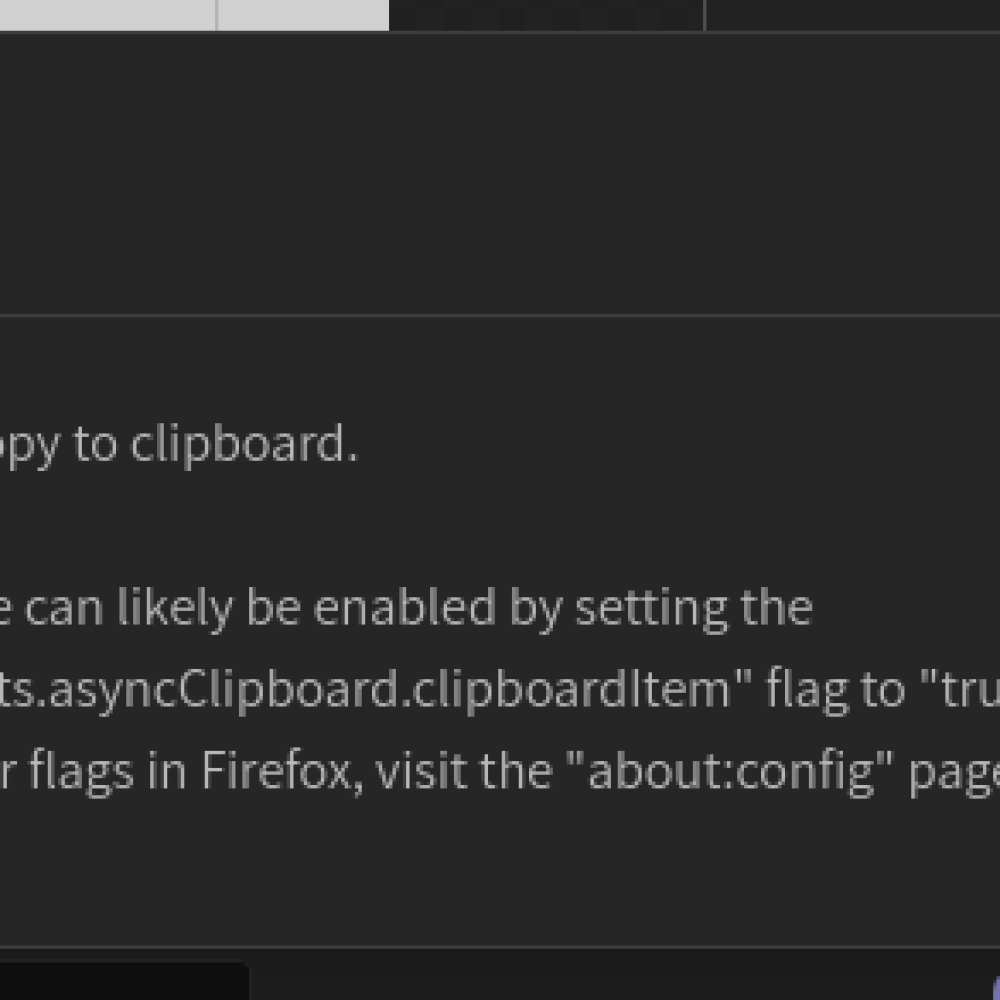 opy to clipboard.
e can likely be enabled by setting the
ts.asyncClipboard.clipboardItem" flag to "tru
r flags in Firefox, visit the "about:config" page